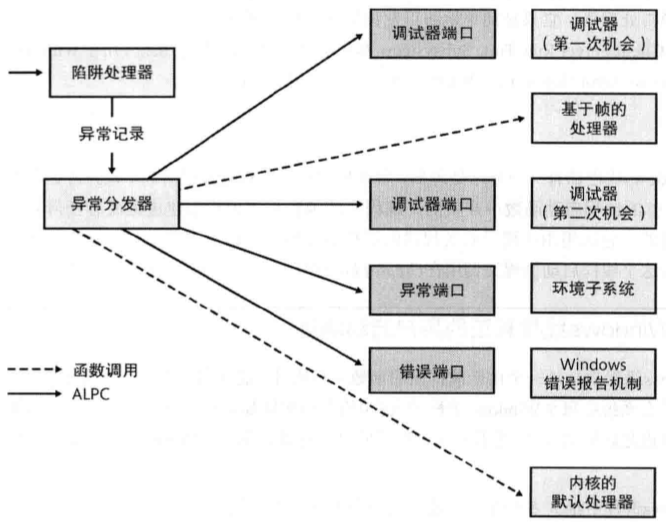 调试器端口
调试器
(第一次机会)
陷阱处理器
基于帧的
处理器
异常记录
异常分发器
调试器端口
调试器
(第二次机会)
异常端口
环境子系统
错误端口
Windows
错误报告机制
函数调用
ALPC
内核的
默认处理器